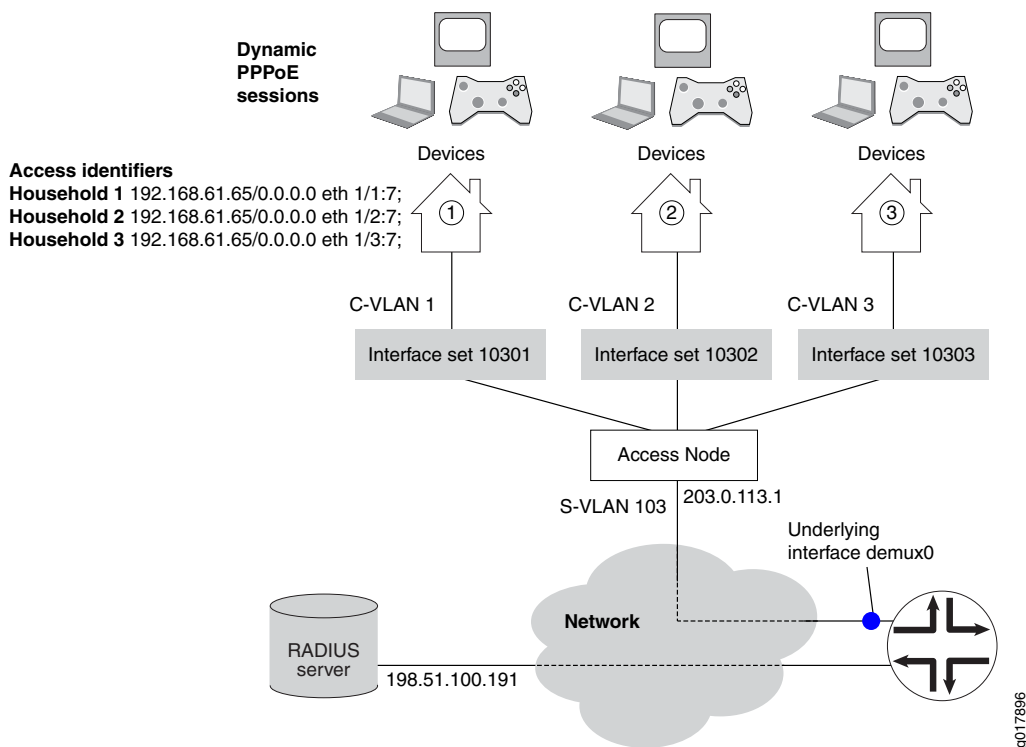 Dynamic
PPPoE
sessions
Devices
Devices
Devices
Access identifiers
Household 1 192.168.61.65/0.0.0.0 eth 1/1:7;
Household 2 192.168.61.65/0.0.0.0 eth 1/2:7;
Household 3 192.168.61.65/0.0.0.0 eth 1/3:7;
1
2
3
C-VLAN 1
C-VLAN 2
C-VLAN 3
Interface set 10301
Interface set 10302
Interface set 10303
Access Node
S-VLAN 103
203.0.113.1
Underlying
interface demux0
Network
RADIUS
server
198.51.100.191
g017896